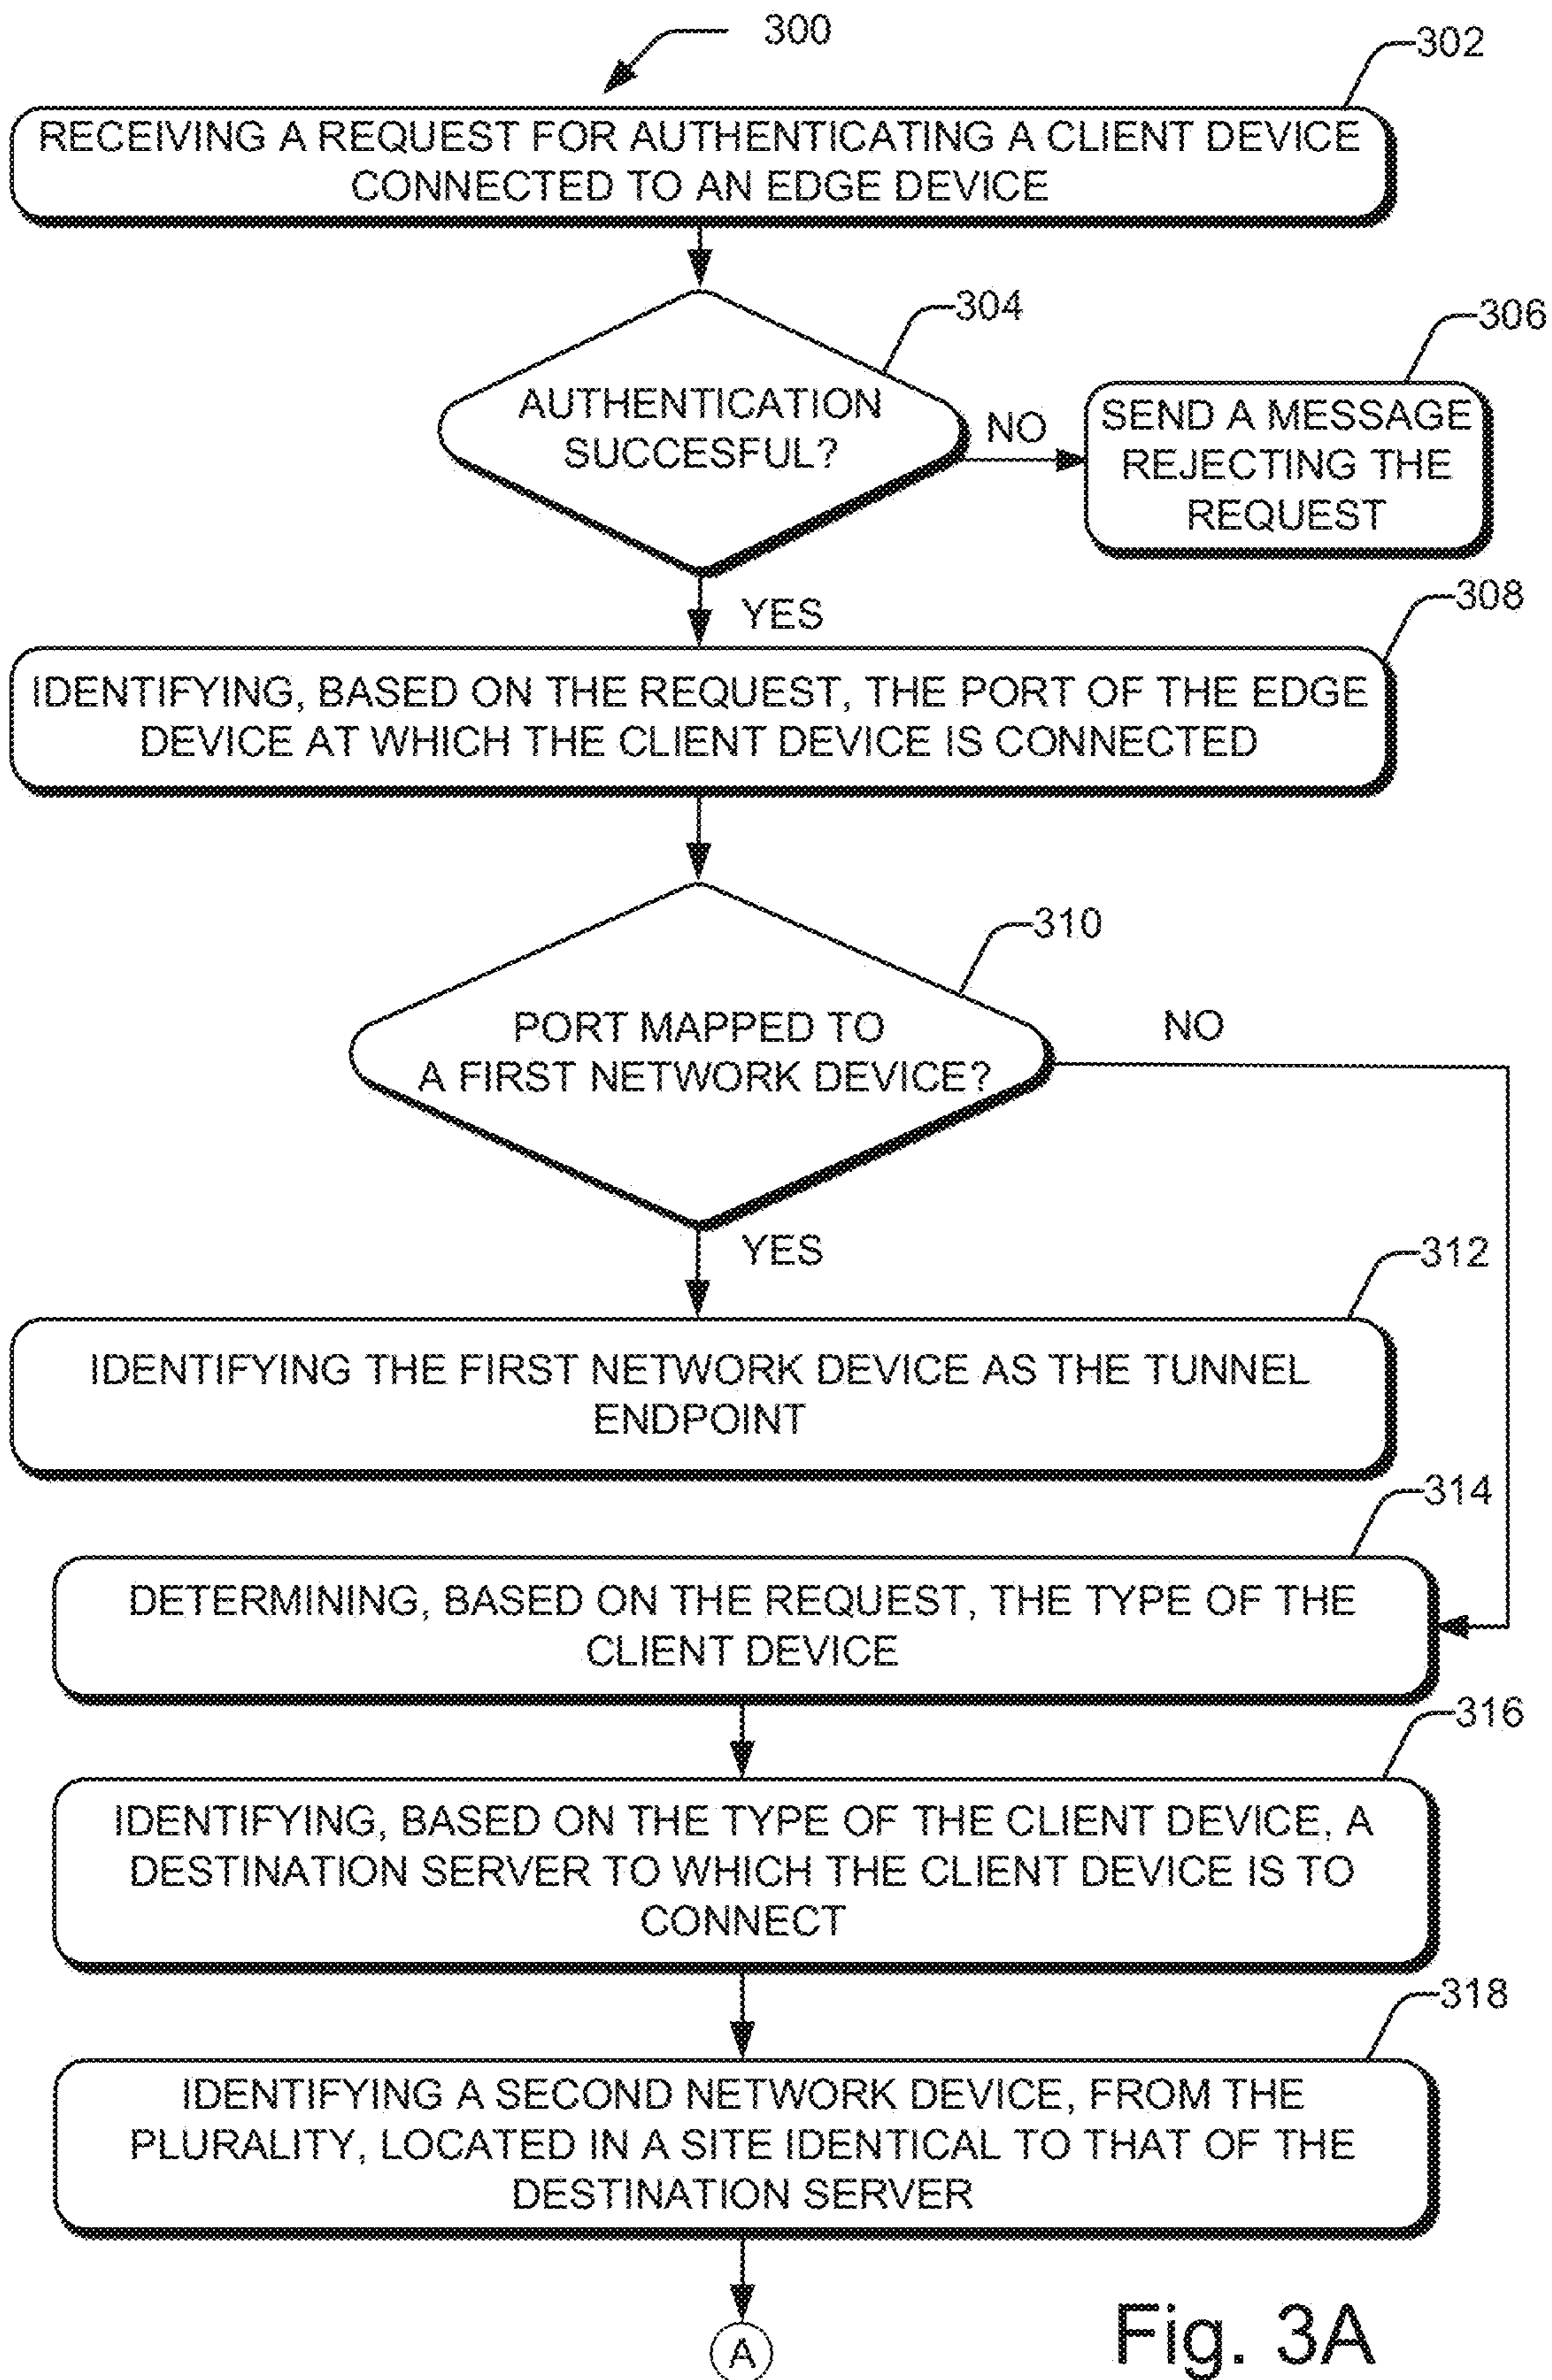 300
302
RECEIVING A REQUEST FOR AUTHENTICATING A CLIENT DEVICE
CONNECTED TO AN EDGE DEVICE
304
306
AUTHENTICATION
SUCCESFUL?
NO
SEND A MESSAGE
REJECTING THE
REQUEST
YES
308
IDENTIFYING, BASED ON THE REQUEST, THE PORT OF THE EDGE
DEVICE AT WHICH THE CLIENT DEVICE IS CONNECTED
310
PORT MAPPED TO
A FIRST NETWORK DEVICE?
NO
YES
312
IDENTIFYING THE FIRST NETWORK DEVICE AS THE TUNNEL
ENDPOINT
314
DETERMINING, BASED ON THE REQUEST, THE TYPE OF THE
CLIENT DEVICE
316
IDENTIFYING, BASED ON THE TYPE OF THE CLIENT DEVICE, A
DESTINATION SERVER TO WHICH THE CLIENT DEVICE IS TO
CONNECT
318
IDENTIFYING A SECOND NETWORK DEVICE, FROM THE
PLURALITY, LOCATED IN A SITE IDENTICAL TO THAT OF THE
DESTINATION SERVER
A
Fig. 3A